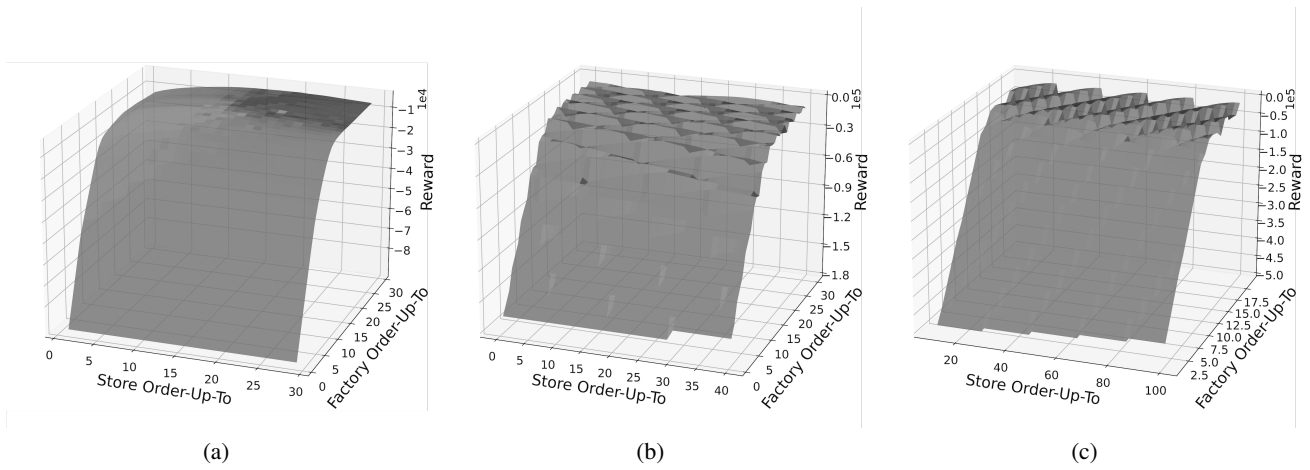 1e4
−1
−2
−3
−4
−5
−6
−7
−8
Reward
30
25
20
15
10
5
0
Factory Order-Up-To
0 5 10 15 20 25 30
Store Order-Up-To
(a)
1e5
0.0
−0.3
−0.6
−0.9
−1.2
−1.5
−1.8
Reward
30
25
20
15
10
5
0
Factory Order-Up-To
0 5 10 15 20 25 30 35 40
Store Order-Up-To
(b)
1e5
0.0
−0.5
−1.0
−1.5
−2.0
−2.5
−3.0
−3.5
−4.0
−4.5
−5.0
Reward
17.5
15.0
12.5
10.0
7.5
5.0
2.5
Factory Order-Up-To
20 40 60 80 100
Store Order-Up-To
(c)